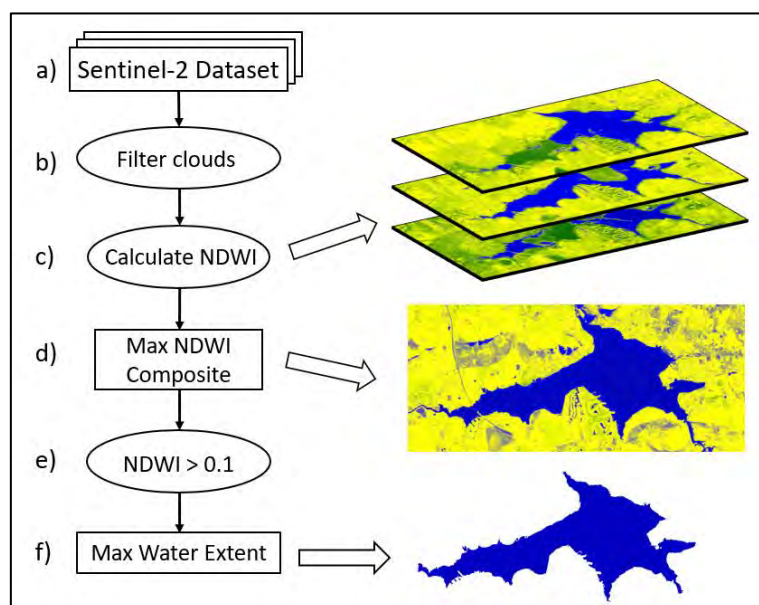 a) Sentinel-2 Dataset
b) Filter clouds
c) Calculate NDWI
d) Max NDWI
Composite
e) NDWI > 0.1
f) Max Water Extent